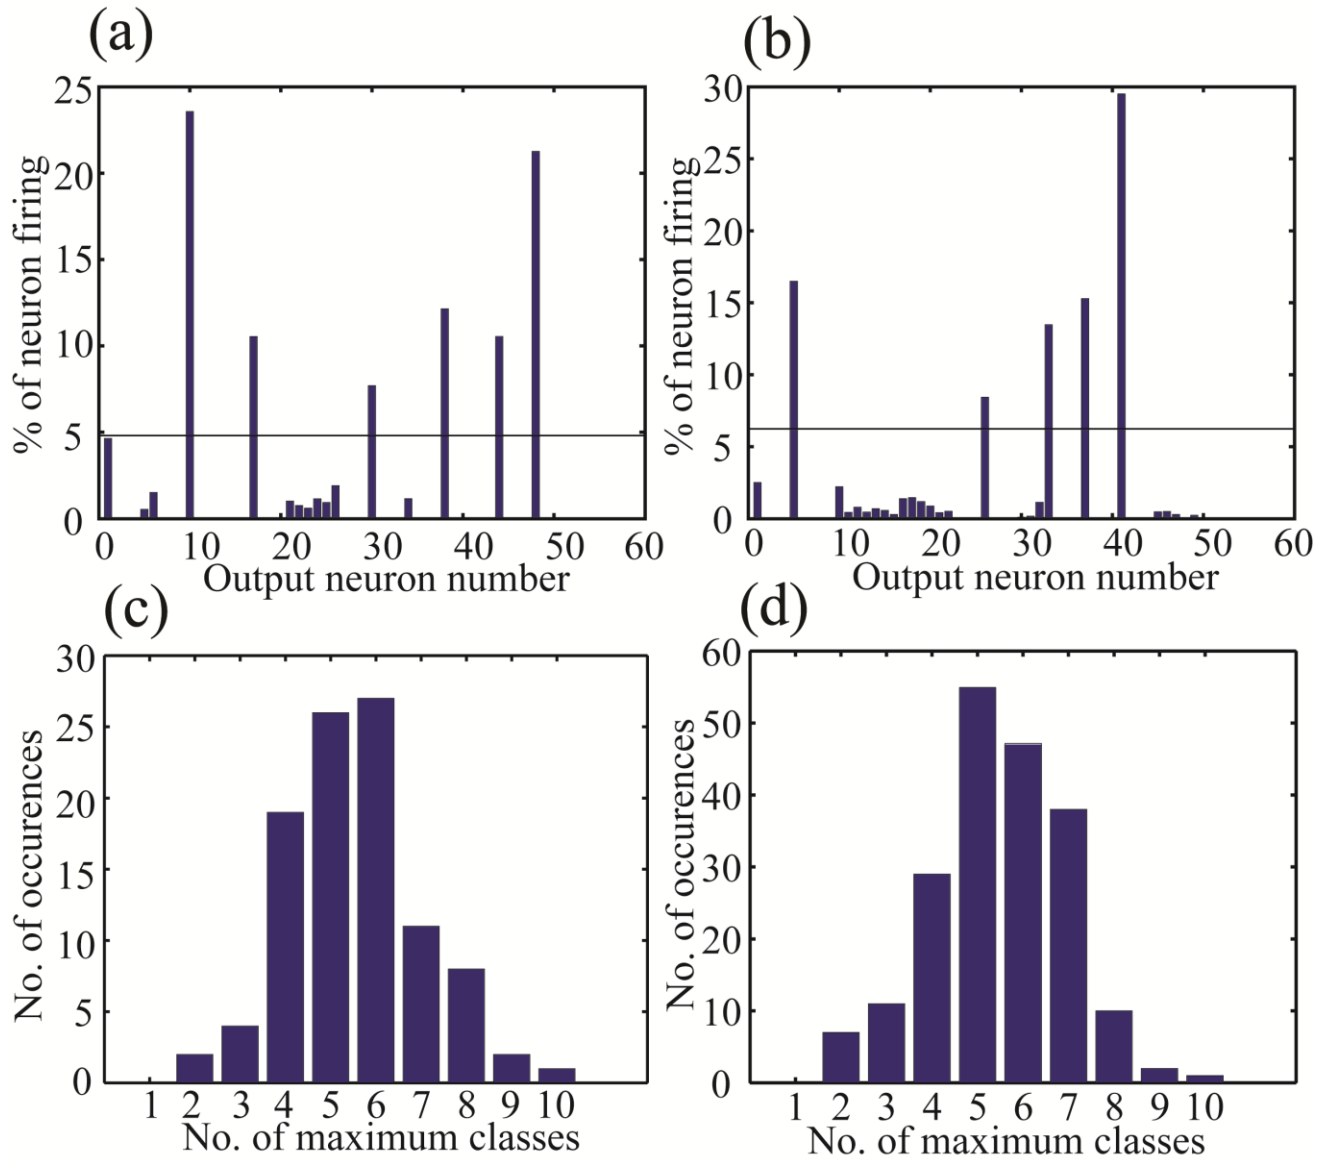 (a)
25
20
15
10
5
0
% of neuron firing
0 10 20 30 40 50 60
Output neuron number
(b)
30
25
20
15
10
5
0
% of neuron firing
0 10 20 30 40 50 60
Output neuron number
(c)
30
25
20
15
10
5
0
No. of occurences
1 2 3 4 5 6 7 8 9 10
No. of maximum classes
(d)
60
50
40
30
20
10
0
No. of occurences
1 2 3 4 5 6 7 8 9 10
No. of maximum classes